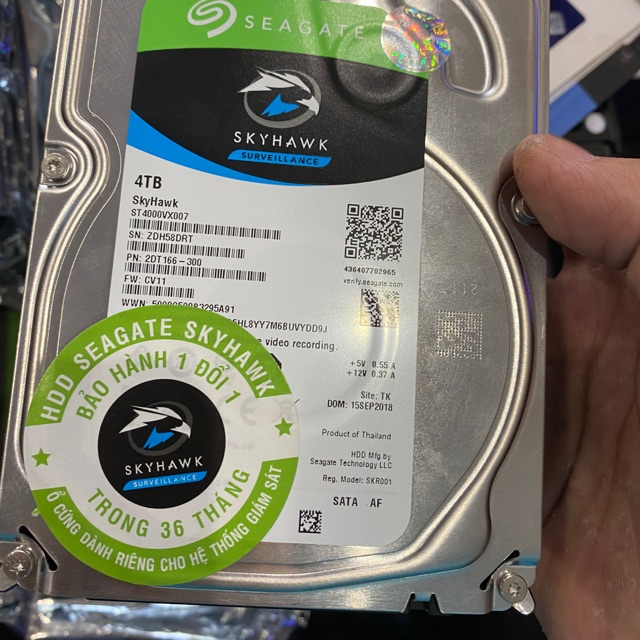 SEAGATE
SKYHAWK
SURVEILLANCE
4TB
SkyHawk
ST4000VX007
SN: ZDH58DRT
PN: 2DT166-300
FW: CV11
WWN:
436407702965
verify.seagate.com
video recording.
+5V 0.55 A
+12V 0.37 A
Site: TK
DOM: 15SEP2018
Product of Thailand
HDD Mfg by
Seagate Technology LLC
Reg. Model: SKR001
SATA AF
HDD SEAGATE SKYHAWK
BẢO HÀNH 1 ĐỔI 1
SKYHAWK
SURVEILLANCE
TRONG 36 THÁNG
Ổ CỨNG DÀNH RIÊNG CHO HỆ THỐNG GIÁM SÁT